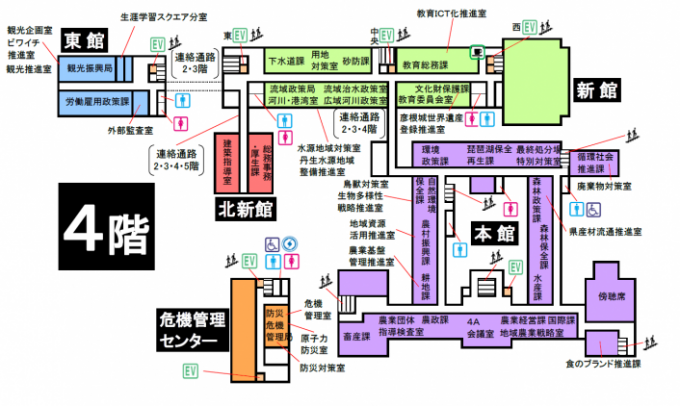 観光企画室
ビワイチ
推進室
観光推進室
東館
生涯学習スクエア分室
EV
観光振興局
労働雇用政策課
外部監査室
連絡通路
2・3階
連絡通路
2・3・4・5階
東
EV
中央
EV
教育ICT化推進室
西
EV
下水道課
用地
対策室
砂防課
教育総務課
新館
流域政策局
河川・港湾室
流域治水政策室
広域河川政策室
文化財保護課
教育委員会室
水源地域対策室
丹生水源地域
整備推進室
連絡通路
2・3・4階
彦根城世界遺産
登録推進室
建築指導室
総務事務
・厚生課
北新館
4階
環境
政策課
琵琶湖保全
再生課
最終処分場
特別対策室
循環社会
推進課
廃棄物対策室
鳥獣対策室
生物多様性
戦略推進室
自然環境
保全課
地域資源
活用推進室
農村振興課
農業基盤
管理推進室
耕地課
本館
EV
森林政策課
森林保全課
水産課
県産材流通推進室
危機管理
センター
EV
防災
危機
管理局
危機
管理室
原子力
防災室
防災対策室
EV
畜産課
農業団体
指導検査室
農政課
4A
会議室
農業経営課
国際課
地域農業戦略室
傍聴席
食のブランド推進課